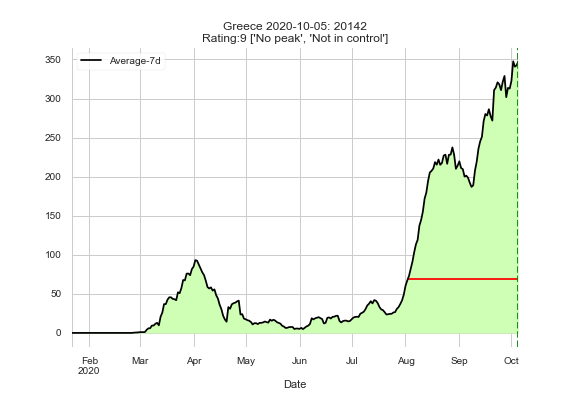 Greece 2020-10-05: 20142
Rating:9 ['No peak', 'Not in control']
Average-7d
350
300
250
200
150
100
50
0
Feb Mar Apr May Jun Jul Aug Sep Oct
2020
Date